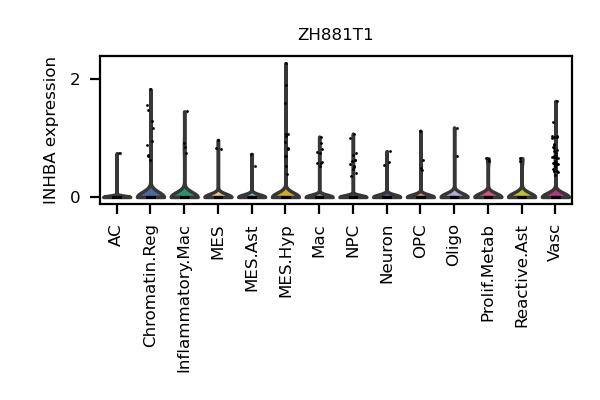 ZH881T1
INHBA expression
2
0
AC
Chromatin.Reg
Inflammatory.Mac
MES
MES.Ast
MES.Hyp
Mac
NPC
Neuron
OPC
Oligo
Prolif.Metab
Reactive.Ast
Vasc